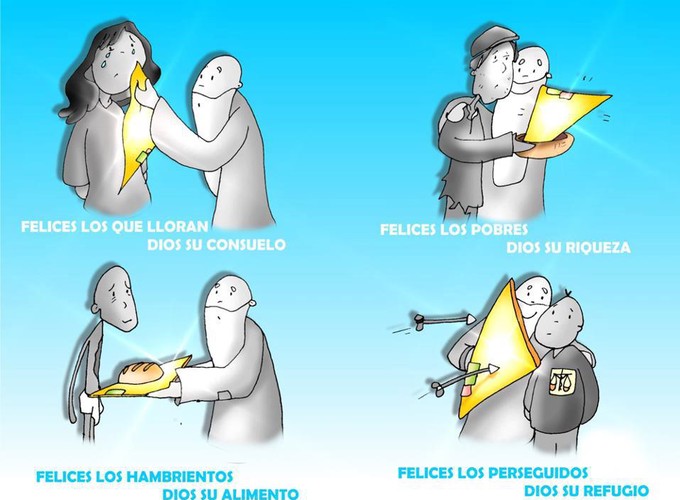 FELICES LOS QUE LLORAN
DIOS SU CONSUELO
FELICES LOS POBRES
DIOS SU RIQUEZA
FELICES LOS HAMBRIENTOS
DIOS SU ALIMENTO
FELICES LOS PERSEGUIDOS
DIOS SU REFUGIO